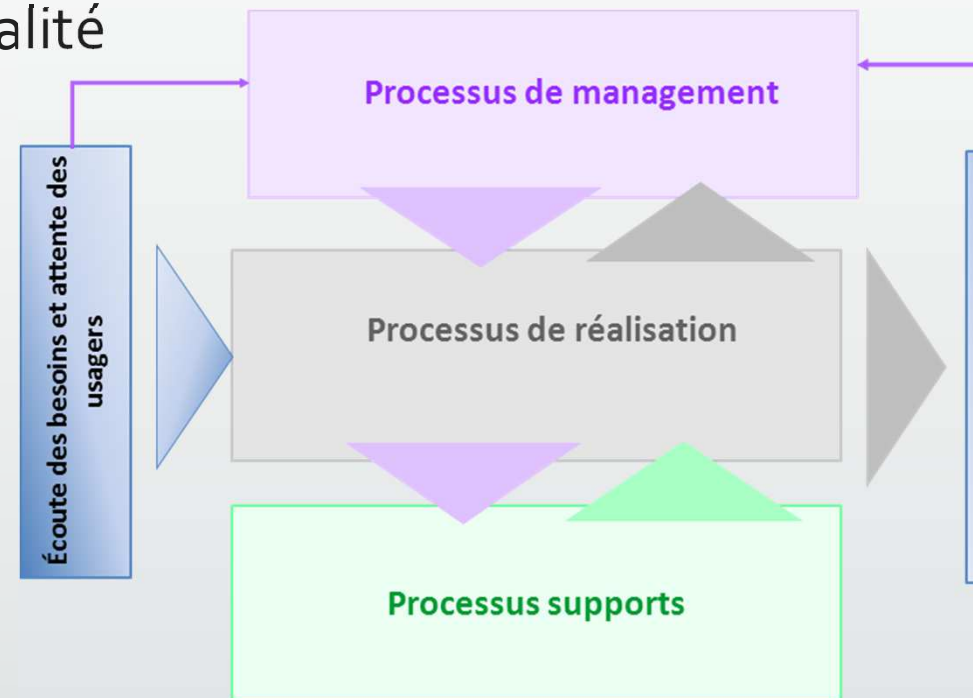 alité
Processus de management
Écoute des besoins et attente des
usagers
Processus de réalisation
Processus supports